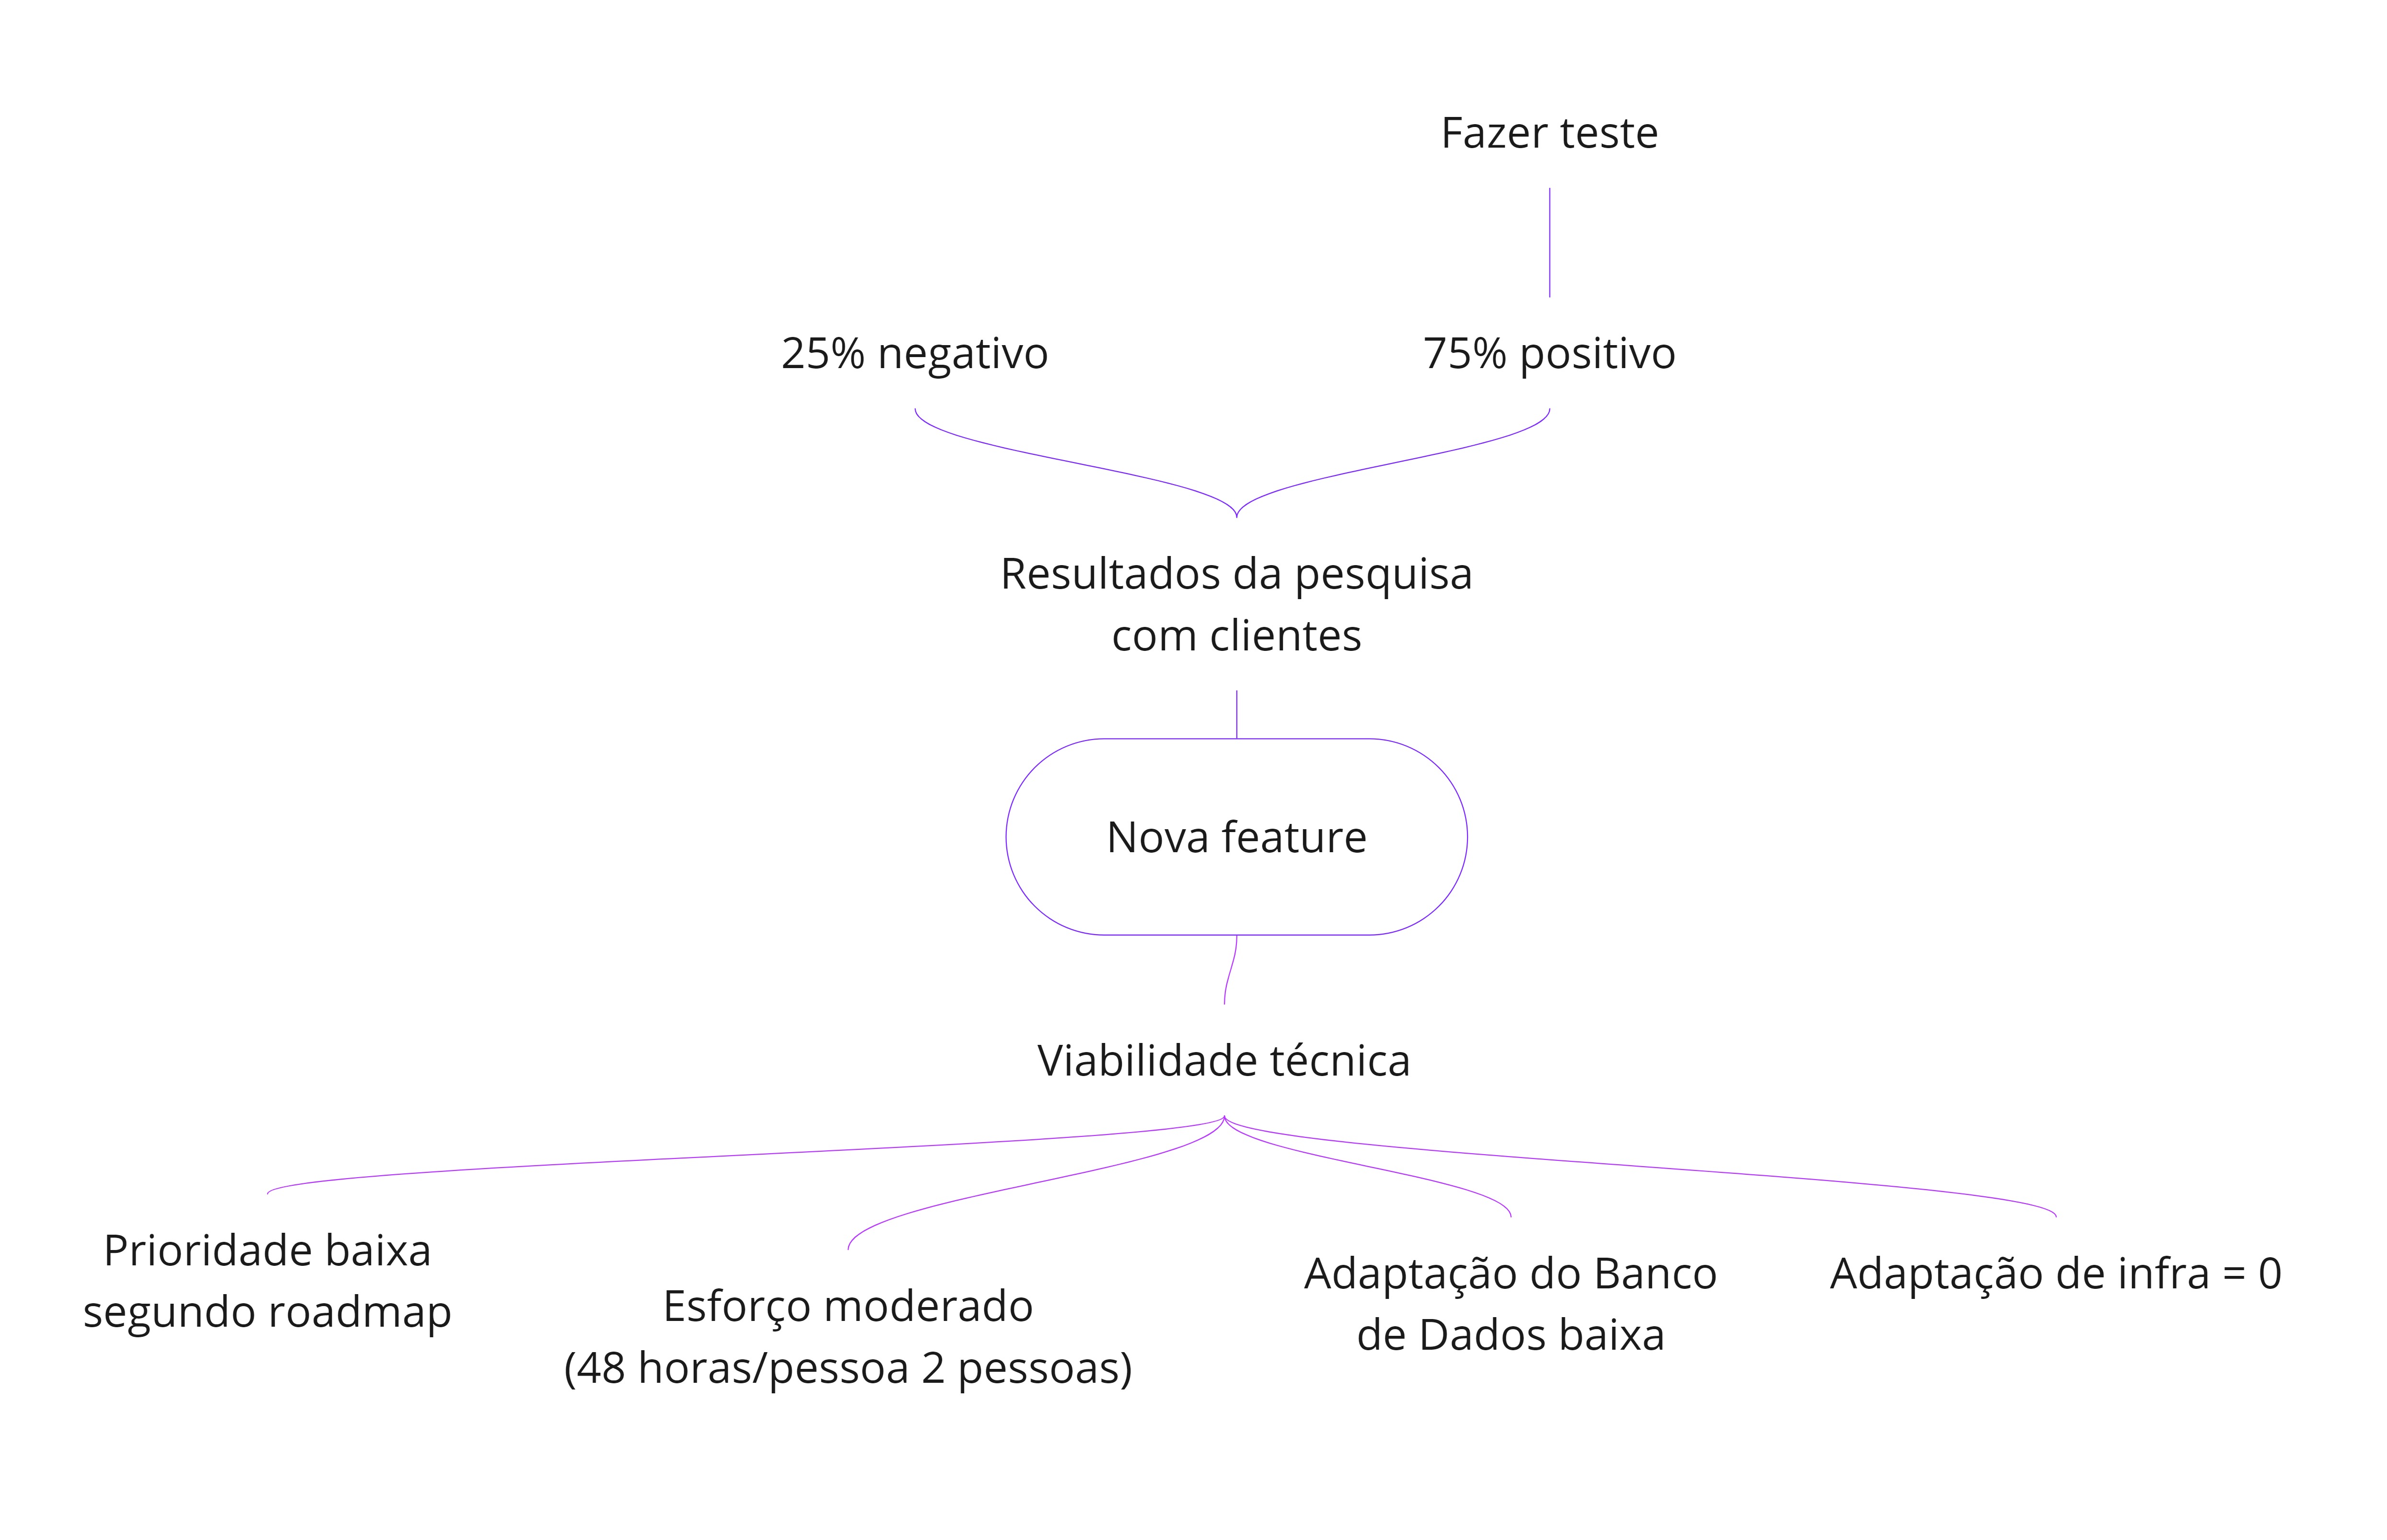 Fazer teste
25% negativo
75% positivo
Resultados da pesquisa
com clientes
Nova feature
Viabilidade técnica
Prioridade baixa
segundo roadmap
Esforço moderado
(48 horas/pessoa 2 pessoas)
Adaptação do Banco
de Dados baixa
Adaptação de infra = 0